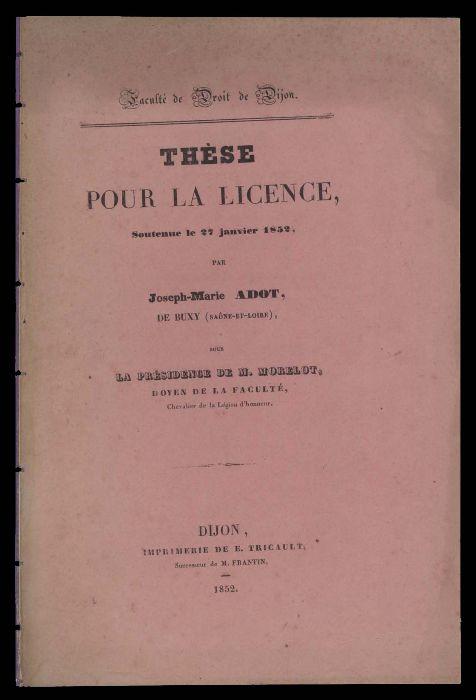 Faculté de Droit de Dijon.
THÈSE
POUR LA LICENCE,
Soutenue le 27 janvier 1852,
PAR
Joseph-Marie ADOT,
DE BUXY (SAÔNE-ET-LOIRE),
SOUS
LA PRÉSIDENCE DE M. MORELOT,
DOYEN DE LA FACULTÉ,
Chevalier de la Légion d'honneur.
DIJON,
IMPRIMERIE DE E. TRICAULT,
Successeur de M. FRANTIN.
1852.